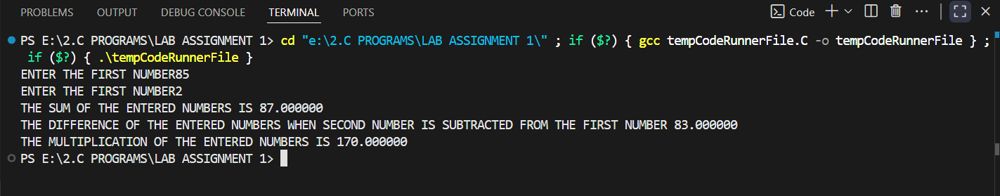 PROBLEMS OUTPUT DEBUG CONSOLE TERMINAL PORTS Code
PS E:\2.C PROGRAMS\LAB ASSIGNMENT 1> cd "e:\2.C PROGRAMS\LAB ASSIGNMENT 1\" ; if ($?) { gcc tempCodeRunnerFile.C -o tempCodeRunnerFile } ;
if ($?) { .\tempCodeRunnerFile }
ENTER THE FIRST NUMBER85
ENTER THE FIRST NUMBER2
THE SUM OF THE ENTERED NUMBERS IS 87.000000
THE DIFFERENCE OF THE ENTERED NUMBERS WHEN SECOND NUMBER IS SUBTRACTED FROM THE FIRST NUMBER 83.000000
THE MULTIPLICATION OF THE ENTERED NUMBERS IS 170.000000
PS E:\2.C PROGRAMS\LAB ASSIGNMENT 1>